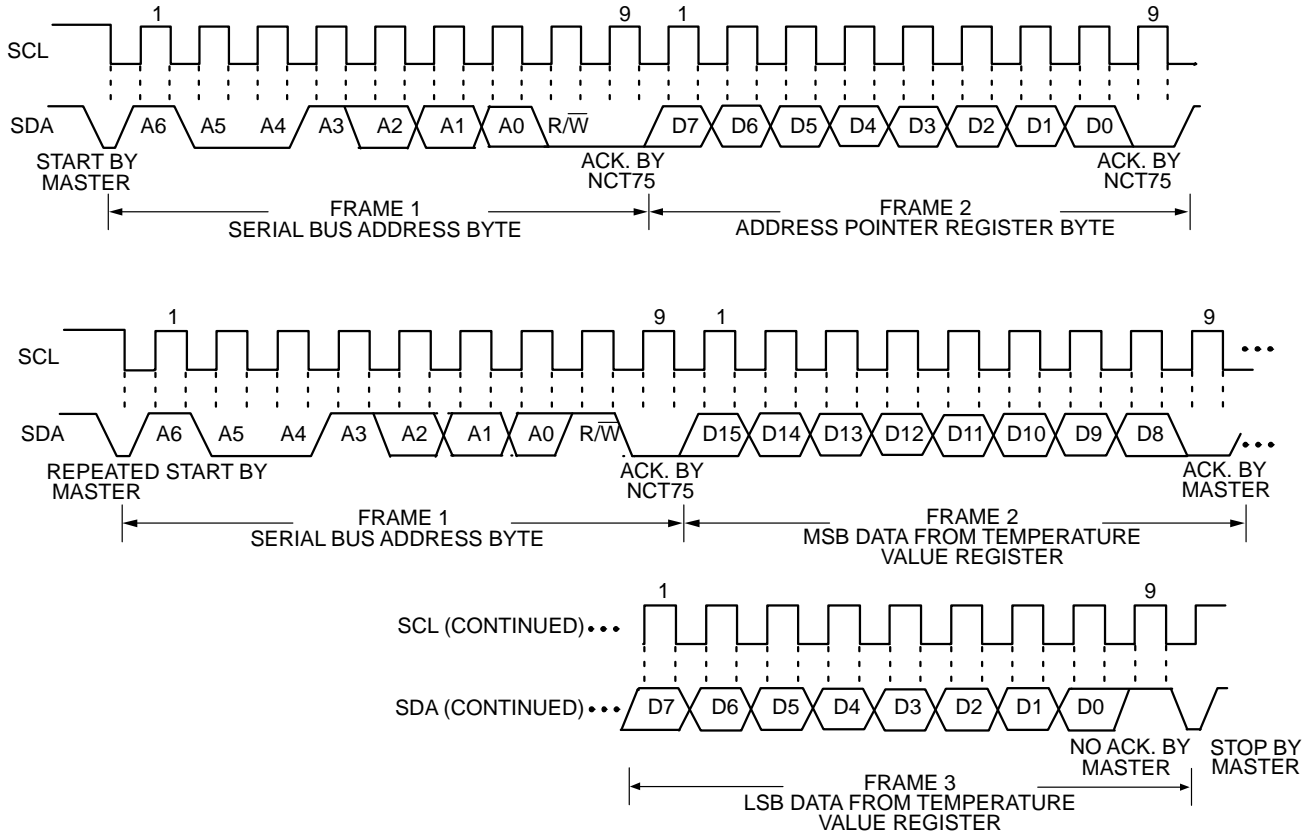 1 9 1 9
SCL
SDA A6 A5 A4 A3 A2 A1 A0 R/W̅ D7 D6 D5 D4 D3 D2 D1 D0
START BY
MASTER
ACK. BY
NCT75
ACK. BY
NCT75
FRAME 1
SERIAL BUS ADDRESS BYTE
FRAME 2
ADDRESS POINTER REGISTER BYTE
1 9 1 9
SCL
SDA A6 A5 A4 A3 A2 A1 A0 R/W̅ D15 D14 D13 D12 D11 D10 D9 D8
REPEATED START BY
MASTER
ACK. BY
NCT75
ACK. BY
MASTER
FRAME 1
SERIAL BUS ADDRESS BYTE
FRAME 2
MSB DATA FROM TEMPERATURE
VALUE REGISTER
1 9
SCL (CONTINUED)
SDA (CONTINUED) D7 D6 D5 D4 D3 D2 D1 D0
NO ACK. BY
MASTER
STOP BY
MASTER
FRAME 3
LSB DATA FROM TEMPERATURE
VALUE REGISTER